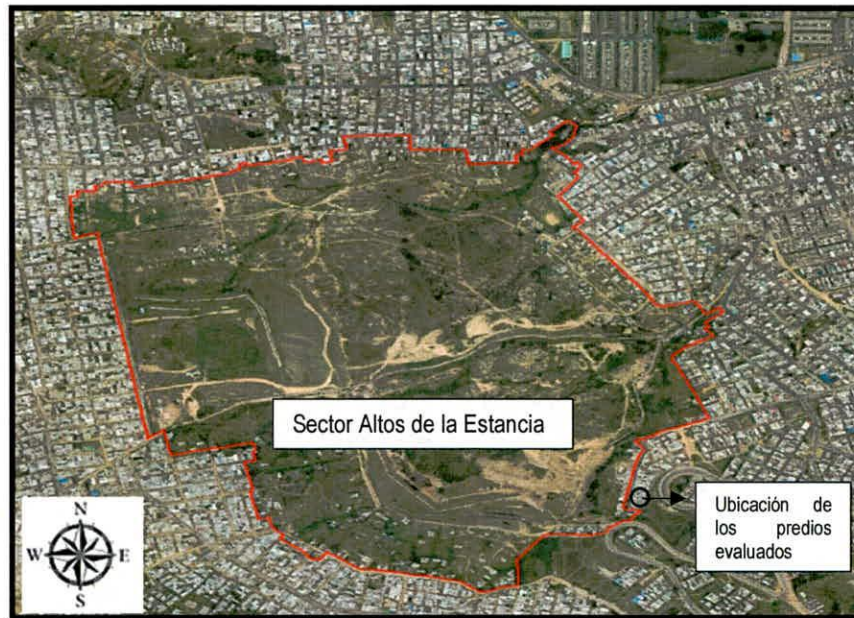 Sector Altos de la Estancia
Ubicación de
los predios
evaluados
N
W E
S